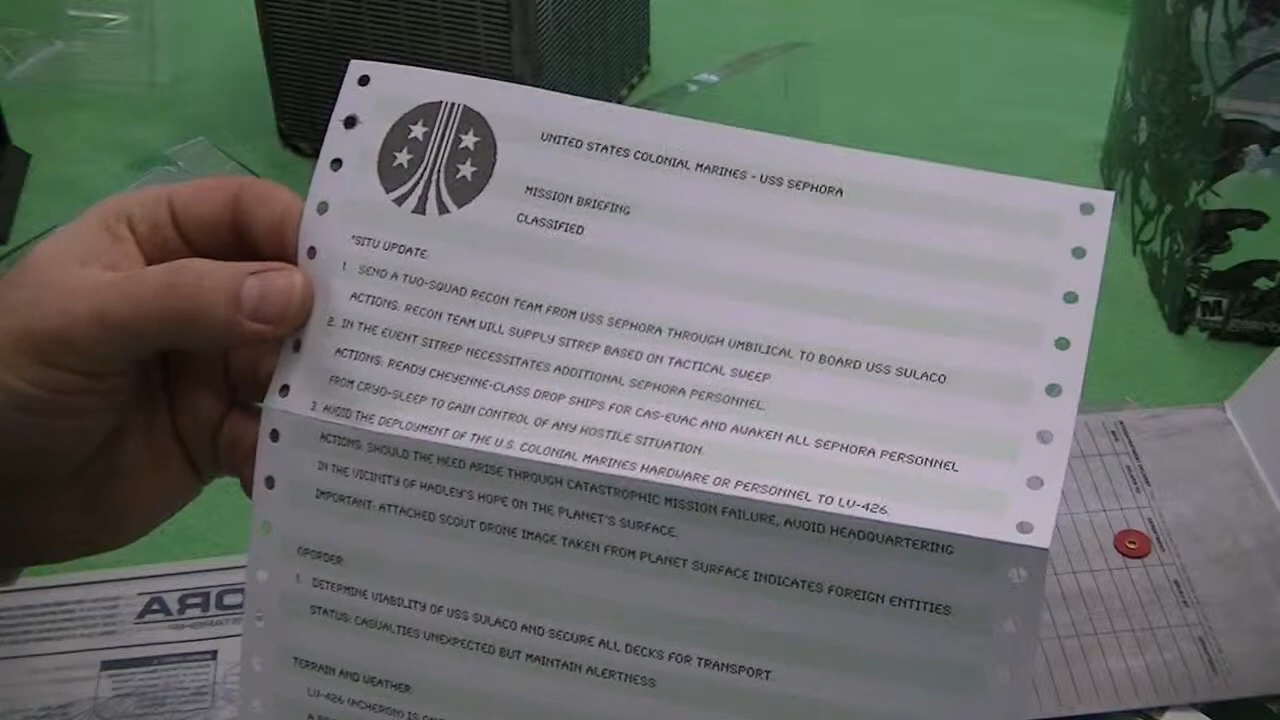 UNITED STATES COLONIAL MARINES - USS SEPHORA
MISSION BRIEFING
CLASSIFIED
*SITU UPDATE:
1. SEND A TWO-SQUAD RECON TEAM FROM USS SEPHORA THROUGH UMBILICAL TO BOARD USS SULACO
ACTIONS: RECON TEAM WILL SUPPLY SITREP BASED ON TACTICAL SWEEP
2. IN THE EVENT SITREP NECESSITATES ADDITIONAL SEPHORA PERSONNEL.
ACTIONS: READY CHEYENNE-CLASS DROP SHIPS FOR CAS-EVAC AND AWAKEN ALL SEPHORA PERSONNEL
FROM CRYO-SLEEP TO GAIN CONTROL OF ANY HOSTILE SITUATION.
3. AVOID THE DEPLOYMENT OF THE U.S. COLONIAL MARINES HARDWARE OR PERSONNEL TO LV-426.
ACTIONS: SHOULD THE NEED ARISE THROUGH CATASTROPHIC MISSION FAILURE, AVOID HEADQUARTERING
IN THE VICINITY OF HADLEY'S HOPE ON THE PLANET'S SURFACE.
IMPORTANT: ATTACHED SCOUT DRONE IMAGE TAKEN FROM PLANET SURFACE INDICATES FOREIGN ENTITIES.
OPORDER:
1. DETERMINE VIABILITY OF USS SULACO AND SECURE ALL DECKS FOR TRANSPORT.
STATUS: CASUALTIES UNEXPECTED BUT MAINTAIN ALERTNESS
TERRAIN AND WEATHER:
LV-426 (ACHERON) IS
M
ORA